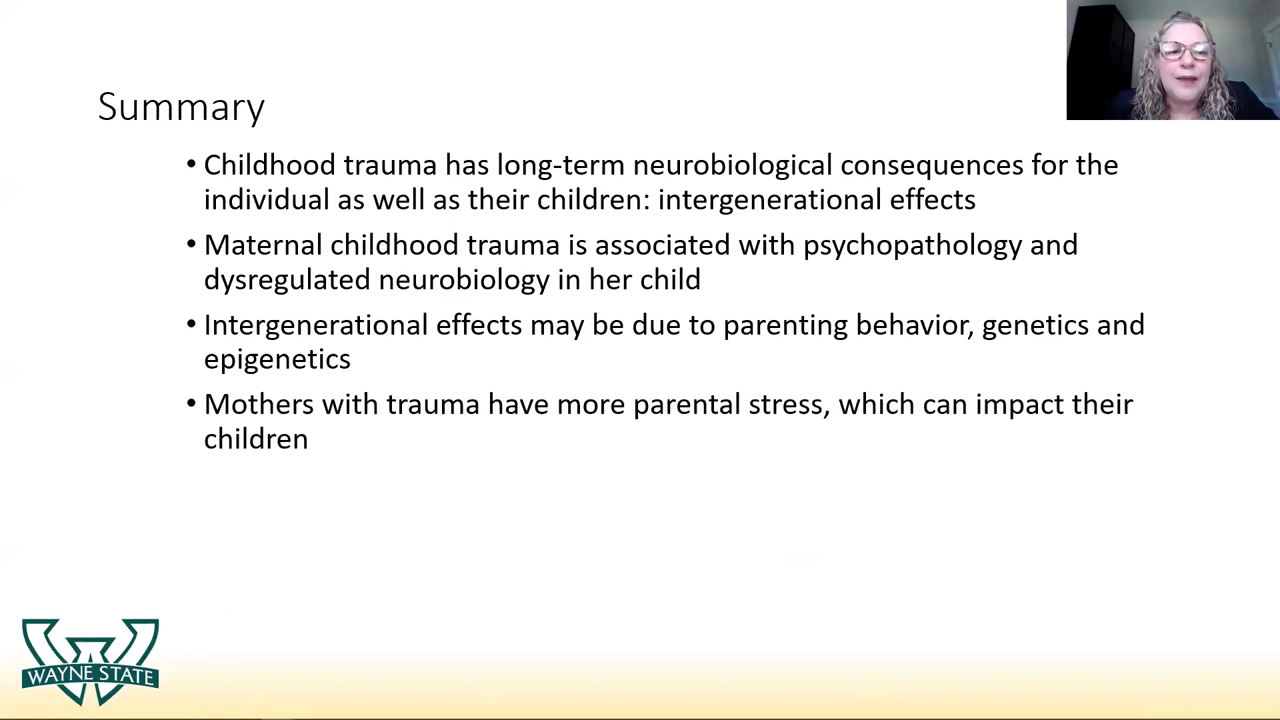 Summary
• Childhood trauma has long-term neurobiological consequences for the
individual as well as their children: intergenerational effects
• Maternal childhood trauma is associated with psychopathology and
dysregulated neurobiology in her child
• Intergenerational effects may be due to parenting behavior, genetics and
epigenetics
• Mothers with trauma have more parental stress, which can impact their
children
WAYNE STATE